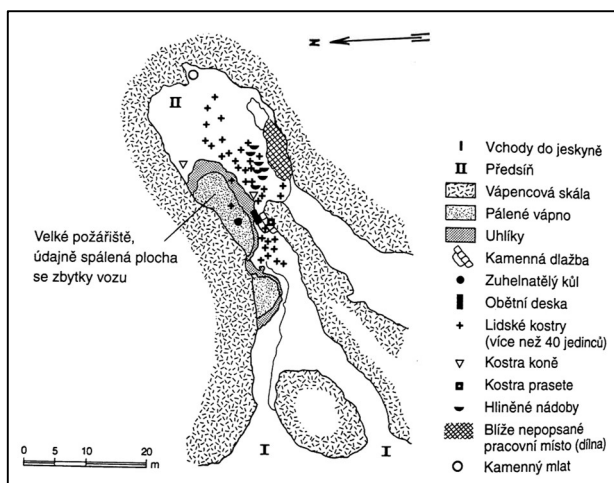 N
II
Velké požářiště,
údajně spálená plocha
se zbytky vozu
I
I
0 5 10 20
m
I Vchody do jeskyně
II Předsíň
Vápencová skála
Pálené vápno
Uhlíky
Kamenná dlažba
Zuhelnatělý kůl
Obětní deska
Lidské kostry
(více než 40 jedinců)
Kostra koně
Kostra prasete
Hliněné nádoby
Blíže nepopsané
pracovní místo (dílna)
Kamenný mlat